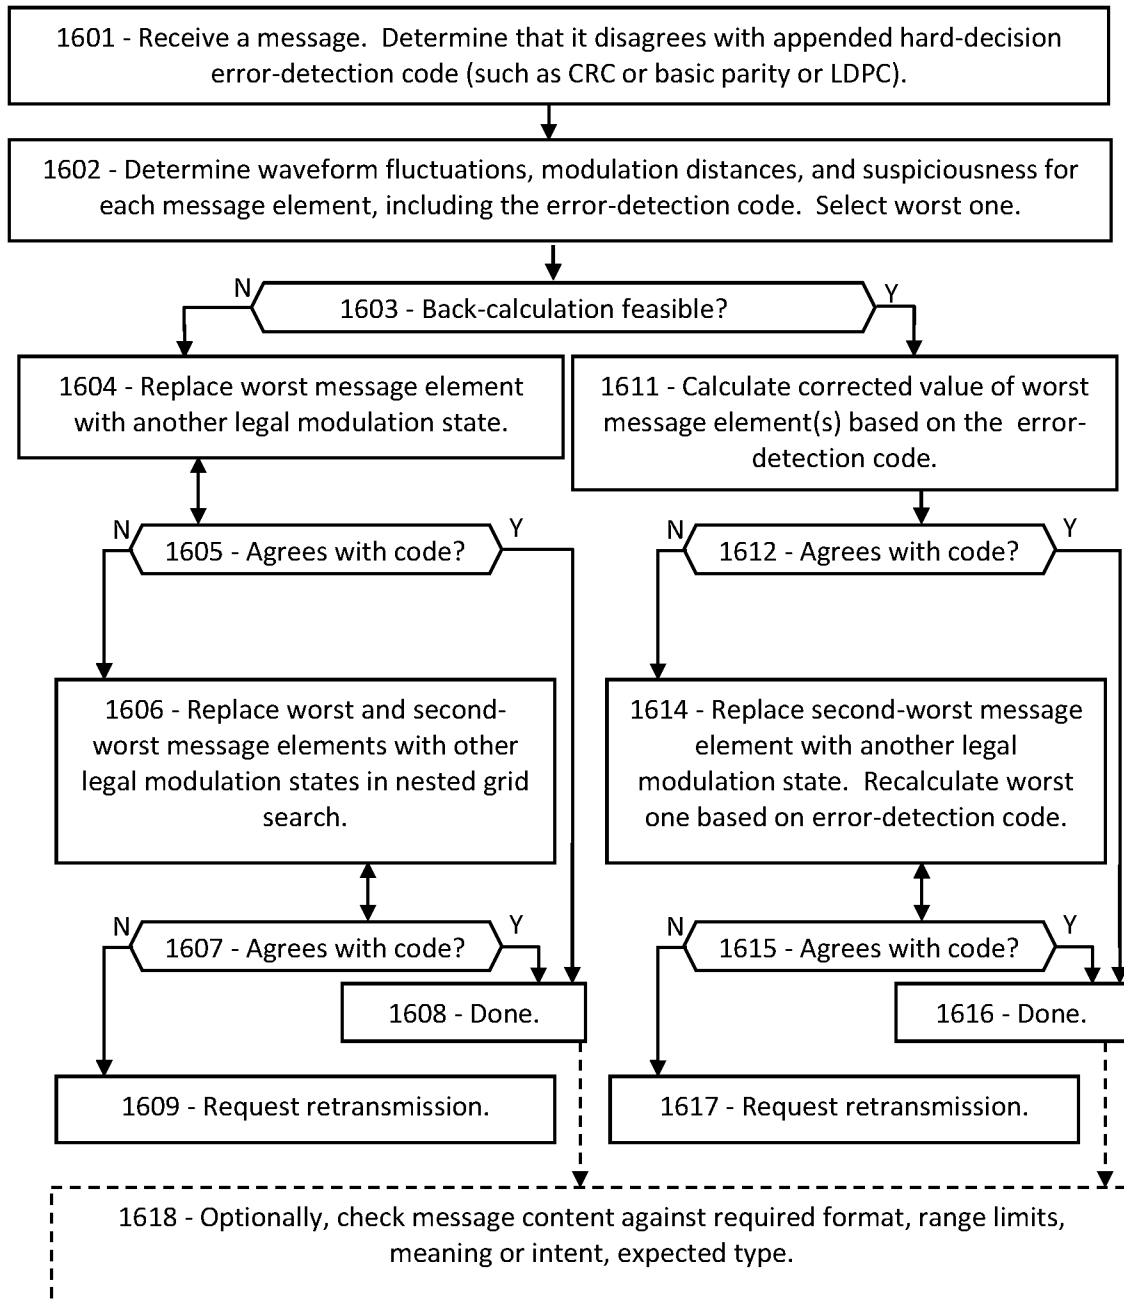 1601 - Receive a message.  Determine that it disagrees with appended hard-decision
error-detection code (such as CRC or basic parity or LDPC).
1602 - Determine waveform fluctuations, modulation distances, and suspiciousness for
each message element, including the error-detection code.  Select worst one.
N
1603 - Back-calculation feasible?
Y
1604 - Replace worst message element
with another legal modulation state.
1611 - Calculate corrected value of worst
message element(s) based on the  error-
detection code.
N
1605 - Agrees with code?
Y
N
1612 - Agrees with code?
Y
1606 - Replace worst and second-
worst message elements with other
legal modulation states in nested grid
search.
1614 - Replace second-worst message
element with another legal
modulation state.  Recalculate worst
one based on error-detection code.
N
1607 - Agrees with code?
Y
N
1615 - Agrees with code?
Y
1608 - Done.
1616 - Done.
1609 - Request retransmission.
1617 - Request retransmission.
1618 - Optionally, check message content against required format, range limits,
meaning or intent, expected type.